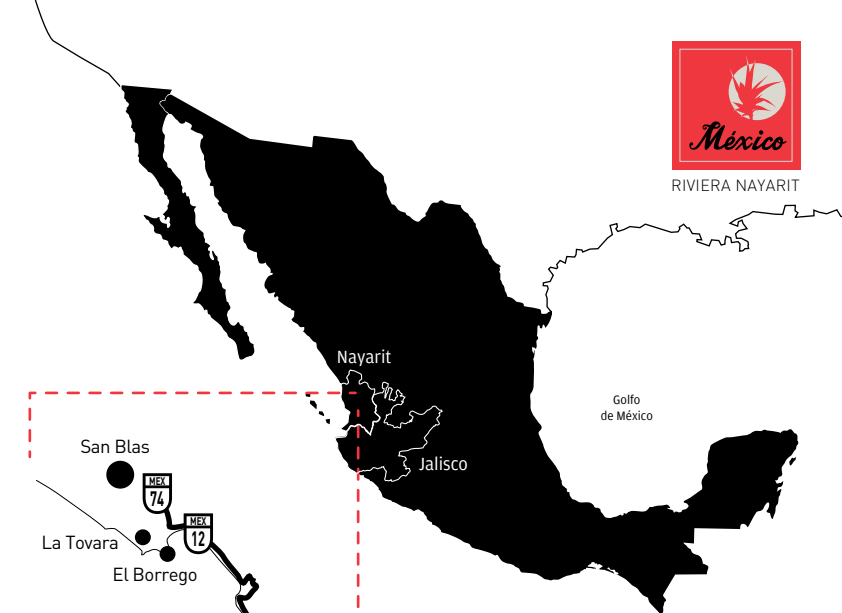 México
RIVIERA NAYARIT
Nayarit
Golfo
de México
San Blas
Jalisco
MEX
74
MEX
12
La Tovara
El Borrego